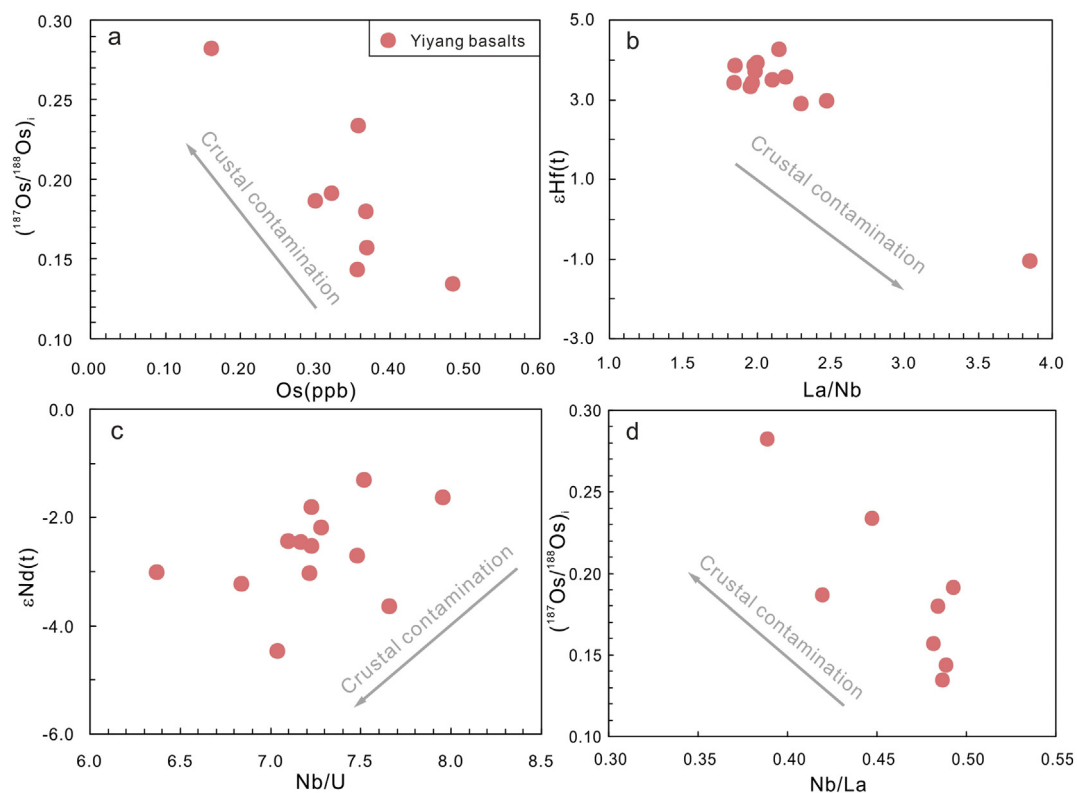 a
Yiyang basalts
0.30
0.25
0.20
0.15
0.10
(187Os/188Os)i
Crustal contamination
0.00 0.10 0.20 0.30 0.40 0.50 0.60
Os(ppb)
b
5.0
3.0
1.0
-1.0
-3.0
εHf(t)
Crustal contamination
1.0 1.5 2.0 2.5 3.0 3.5 4.0
La/Nb
c
0.0
-2.0
-4.0
-6.0
εNd(t)
Crustal contamination
6.0 6.5 7.0 7.5 8.0 8.5
Nb/U
d
0.30
0.25
0.20
0.15
0.10
(187Os/188Os)i
Crustal contamination
0.30 0.35 0.40 0.45 0.50 0.55
Nb/La